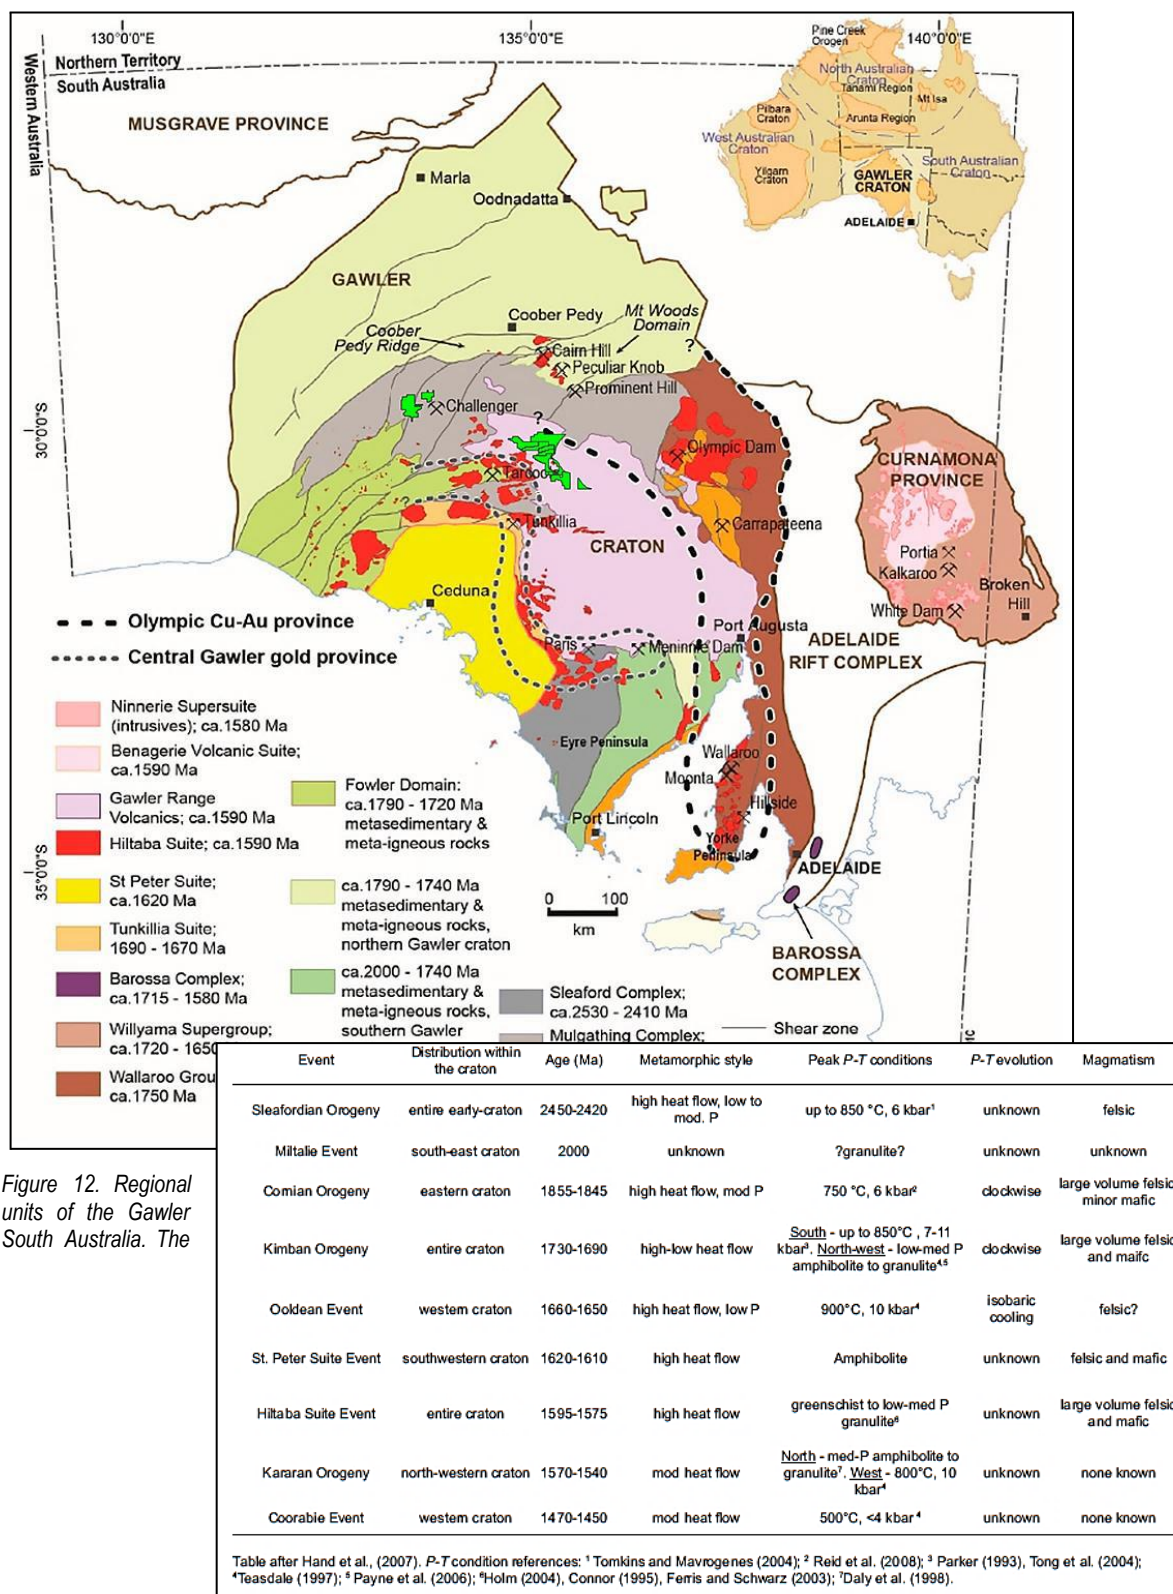 130°0'0"E
135°0'0"E
140°0'0"E
Northern Territory
South Australia
Western Australia
MUSGRAVE PROVINCE
Marla
Oodnadatta
GAWLER
Coober Pedy
Mt Woods
Domain
Coober
Pedy Ridge
?
Cairn Hill
Peculiar Knob
Prominent Hill
Challenger
?
Olympic Dam
Tarcoo
Tunkillia
?
CRATON
Carrapateena
30°0'0"S
Ceduna
Port Augusta
Paris
Meninnie Dam
Eyre Peninsula
Wallaroo
Moonta
Hillside
Port Lincoln
Yorke
Peninsula
ADELAIDE
BAROSSA
COMPLEX
ADELAIDE
RIFT COMPLEX
CURNAMONA
PROVINCE
Portia
Kalkaroo
White Dam
Broken
Hill
Pine Creek
Orogen
North Australian
Craton
Tanami Region
Mt Isa
Pilbara
Craton
Arunta Region
West Australian
Craton
Yilgarn
Craton
GAWLER
CRATON
South Australian
Craton
ADELAIDE
35°0'0"S
0 100
km
Olympic Cu-Au province
Central Gawler gold province
Ninnerie Supersuite
(intrusives); ca.1580 Ma
Benagerie Volcanic Suite;
ca.1590 Ma
Gawler Range
Volcanics; ca.1590 Ma
Hiltaba Suite; ca.1590 Ma
St Peter Suite;
ca.1620 Ma
Tunkillia Suite;
1690 - 1670 Ma
Barossa Complex;
ca.1715 - 1580 Ma
Willyama Supergroup;
ca.1720 - 1650
Wallaroo Grou
ca.1750 Ma
Fowler Domain:
ca.1790 - 1720 Ma
metasedimentary &
meta-igneous rocks
ca.1790 - 1740 Ma
metasedimentary &
meta-igneous rocks,
northern Gawler craton
ca.2000 - 1740 Ma
metasedimentary &
meta-igneous rocks,
southern Gawler
Sleaford Complex;
ca.2530 - 2410 Ma
Mulgathing Complex;
Shear zone
Event Distribution within the craton Age (Ma) Metamorphic style Peak P-T conditions P-T evolution Magmatism
Sleafordian Orogeny entire early-craton 2450-2420 high heat flow, low to mod. P up to 850 °C, 6 kbar¹ unknown felsic
Miltalie Event south-east craton 2000 unknown ?granulite? unknown unknown
Cornian Orogeny eastern craton 1855-1845 high heat flow, mod P 750 °C, 6 kbar² clockwise large volume felsic minor mafic
Kimban Orogeny entire craton 1730-1690 high-low heat flow South - up to 850°C , 7-11 kbar³. North-west - low-med P amphibolite to granulite⁴,⁵ clockwise large volume felsic and maifc
Ooldean Event western craton 1660-1650 high heat flow, low P 900°C, 10 kbar⁴ isobaric cooling felsic?
St. Peter Suite Event southwestern craton 1620-1610 high heat flow Amphibolite unknown felsic and mafic
Hiltaba Suite Event entire craton 1595-1575 high heat flow greenschist to low-med P granulite⁶ unknown large volume felsic and mafic
Kararan Orogeny north-western craton 1570-1540 mod heat flow North - med-P amphibolite to granulite⁷. West - 800°C, 10 kbar⁴ unknown none known
Coorabie Event western craton 1470-1450 mod heat flow 500°C, <4 kbar ⁴ unknown none known
Table after Hand et al., (2007). P-T condition references: ¹ Tomkins and Mavrogenes (2004); ² Reid et al. (2008); ³ Parker (1993), Tong et al. (2004);
⁴Teasdale (1997); ⁵ Payne et al. (2006); ⁶Holm (2004), Connor (1995), Ferris and Schwarz (2003); ⁷Daly et al. (1998).
Figure 12. Regional
units of the Gawler
South Australia. The